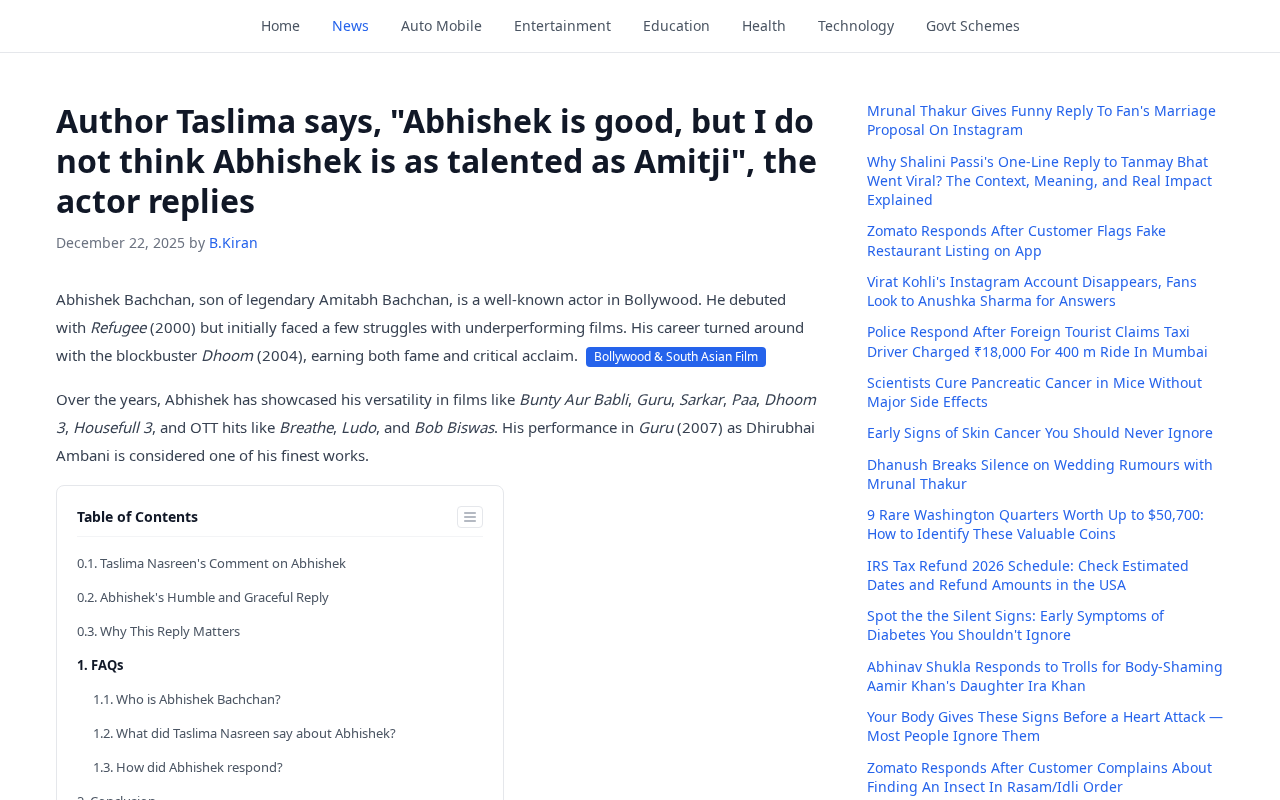 Home News Auto Mobile Entertainment Education Health Technology Govt Schemes
Author Taslima says, "Abhishek is good, but I do
not think Abhishek is as talented as Amitji", the
actor replies
December 22, 2025 by B.Kiran
Abhishek Bachchan, son of legendary Amitabh Bachchan, is a well-known actor in Bollywood. He debuted
with Refugee (2000) but initially faced a few struggles with underperforming films. His career turned around
with the blockbuster Dhoom (2004), earning both fame and critical acclaim. Bollywood & South Asian Film
Over the years, Abhishek has showcased his versatility in films like Bunty Aur Babli, Guru, Sarkar, Paa, Dhoom
3, Housefull 3, and OTT hits like Breathe, Ludo, and Bob Biswas. His performance in Guru (2007) as Dhirubhai
Ambani is considered one of his finest works.
Table of Contents
0.1. Taslima Nasreen's Comment on Abhishek
0.2. Abhishek's Humble and Graceful Reply
0.3. Why This Reply Matters
1. FAQs
1.1. Who is Abhishek Bachchan?
1.2. What did Taslima Nasreen say about Abhishek?
1.3. How did Abhishek respond?
2. Conclusion
Mrunal Thakur Gives Funny Reply To Fan's Marriage
Proposal On Instagram
Why Shalini Passi's One-Line Reply to Tanmay Bhat
Went Viral? The Context, Meaning, and Real Impact
Explained
Zomato Responds After Customer Flags Fake
Restaurant Listing on App
Virat Kohli's Instagram Account Disappears, Fans
Look to Anushka Sharma for Answers
Police Respond After Foreign Tourist Claims Taxi
Driver Charged ₹18,000 For 400 m Ride In Mumbai
Scientists Cure Pancreatic Cancer in Mice Without
Major Side Effects
Early Signs of Skin Cancer You Should Never Ignore
Dhanush Breaks Silence on Wedding Rumours with
Mrunal Thakur
9 Rare Washington Quarters Worth Up to $50,700:
How to Identify These Valuable Coins
IRS Tax Refund 2026 Schedule: Check Estimated
Dates and Refund Amounts in the USA
Spot the the Silent Signs: Early Symptoms of
Diabetes You Shouldn't Ignore
Abhinav Shukla Responds to Trolls for Body-Shaming
Aamir Khan's Daughter Ira Khan
Your Body Gives These Signs Before a Heart Attack —
Most People Ignore Them
Zomato Responds After Customer Complains About
Finding An Insect In Rasam/Idli Order